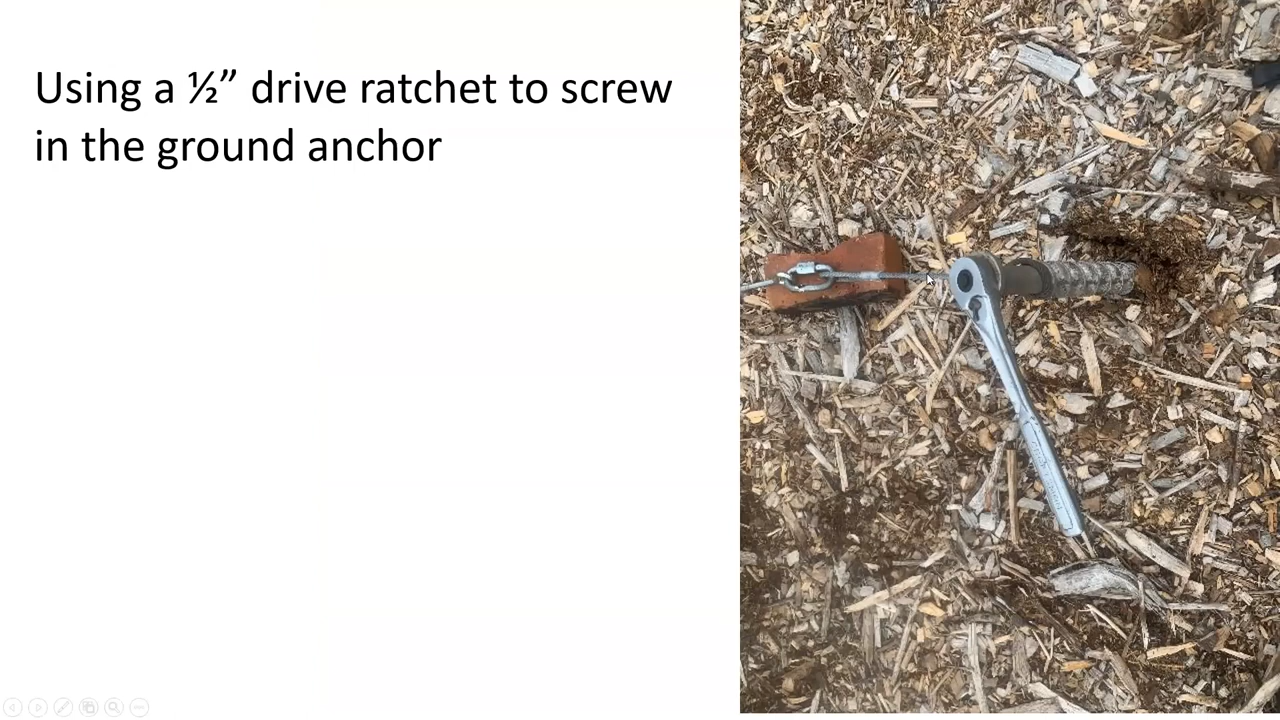 Using a ½” drive ratchet to screw
in the ground anchor